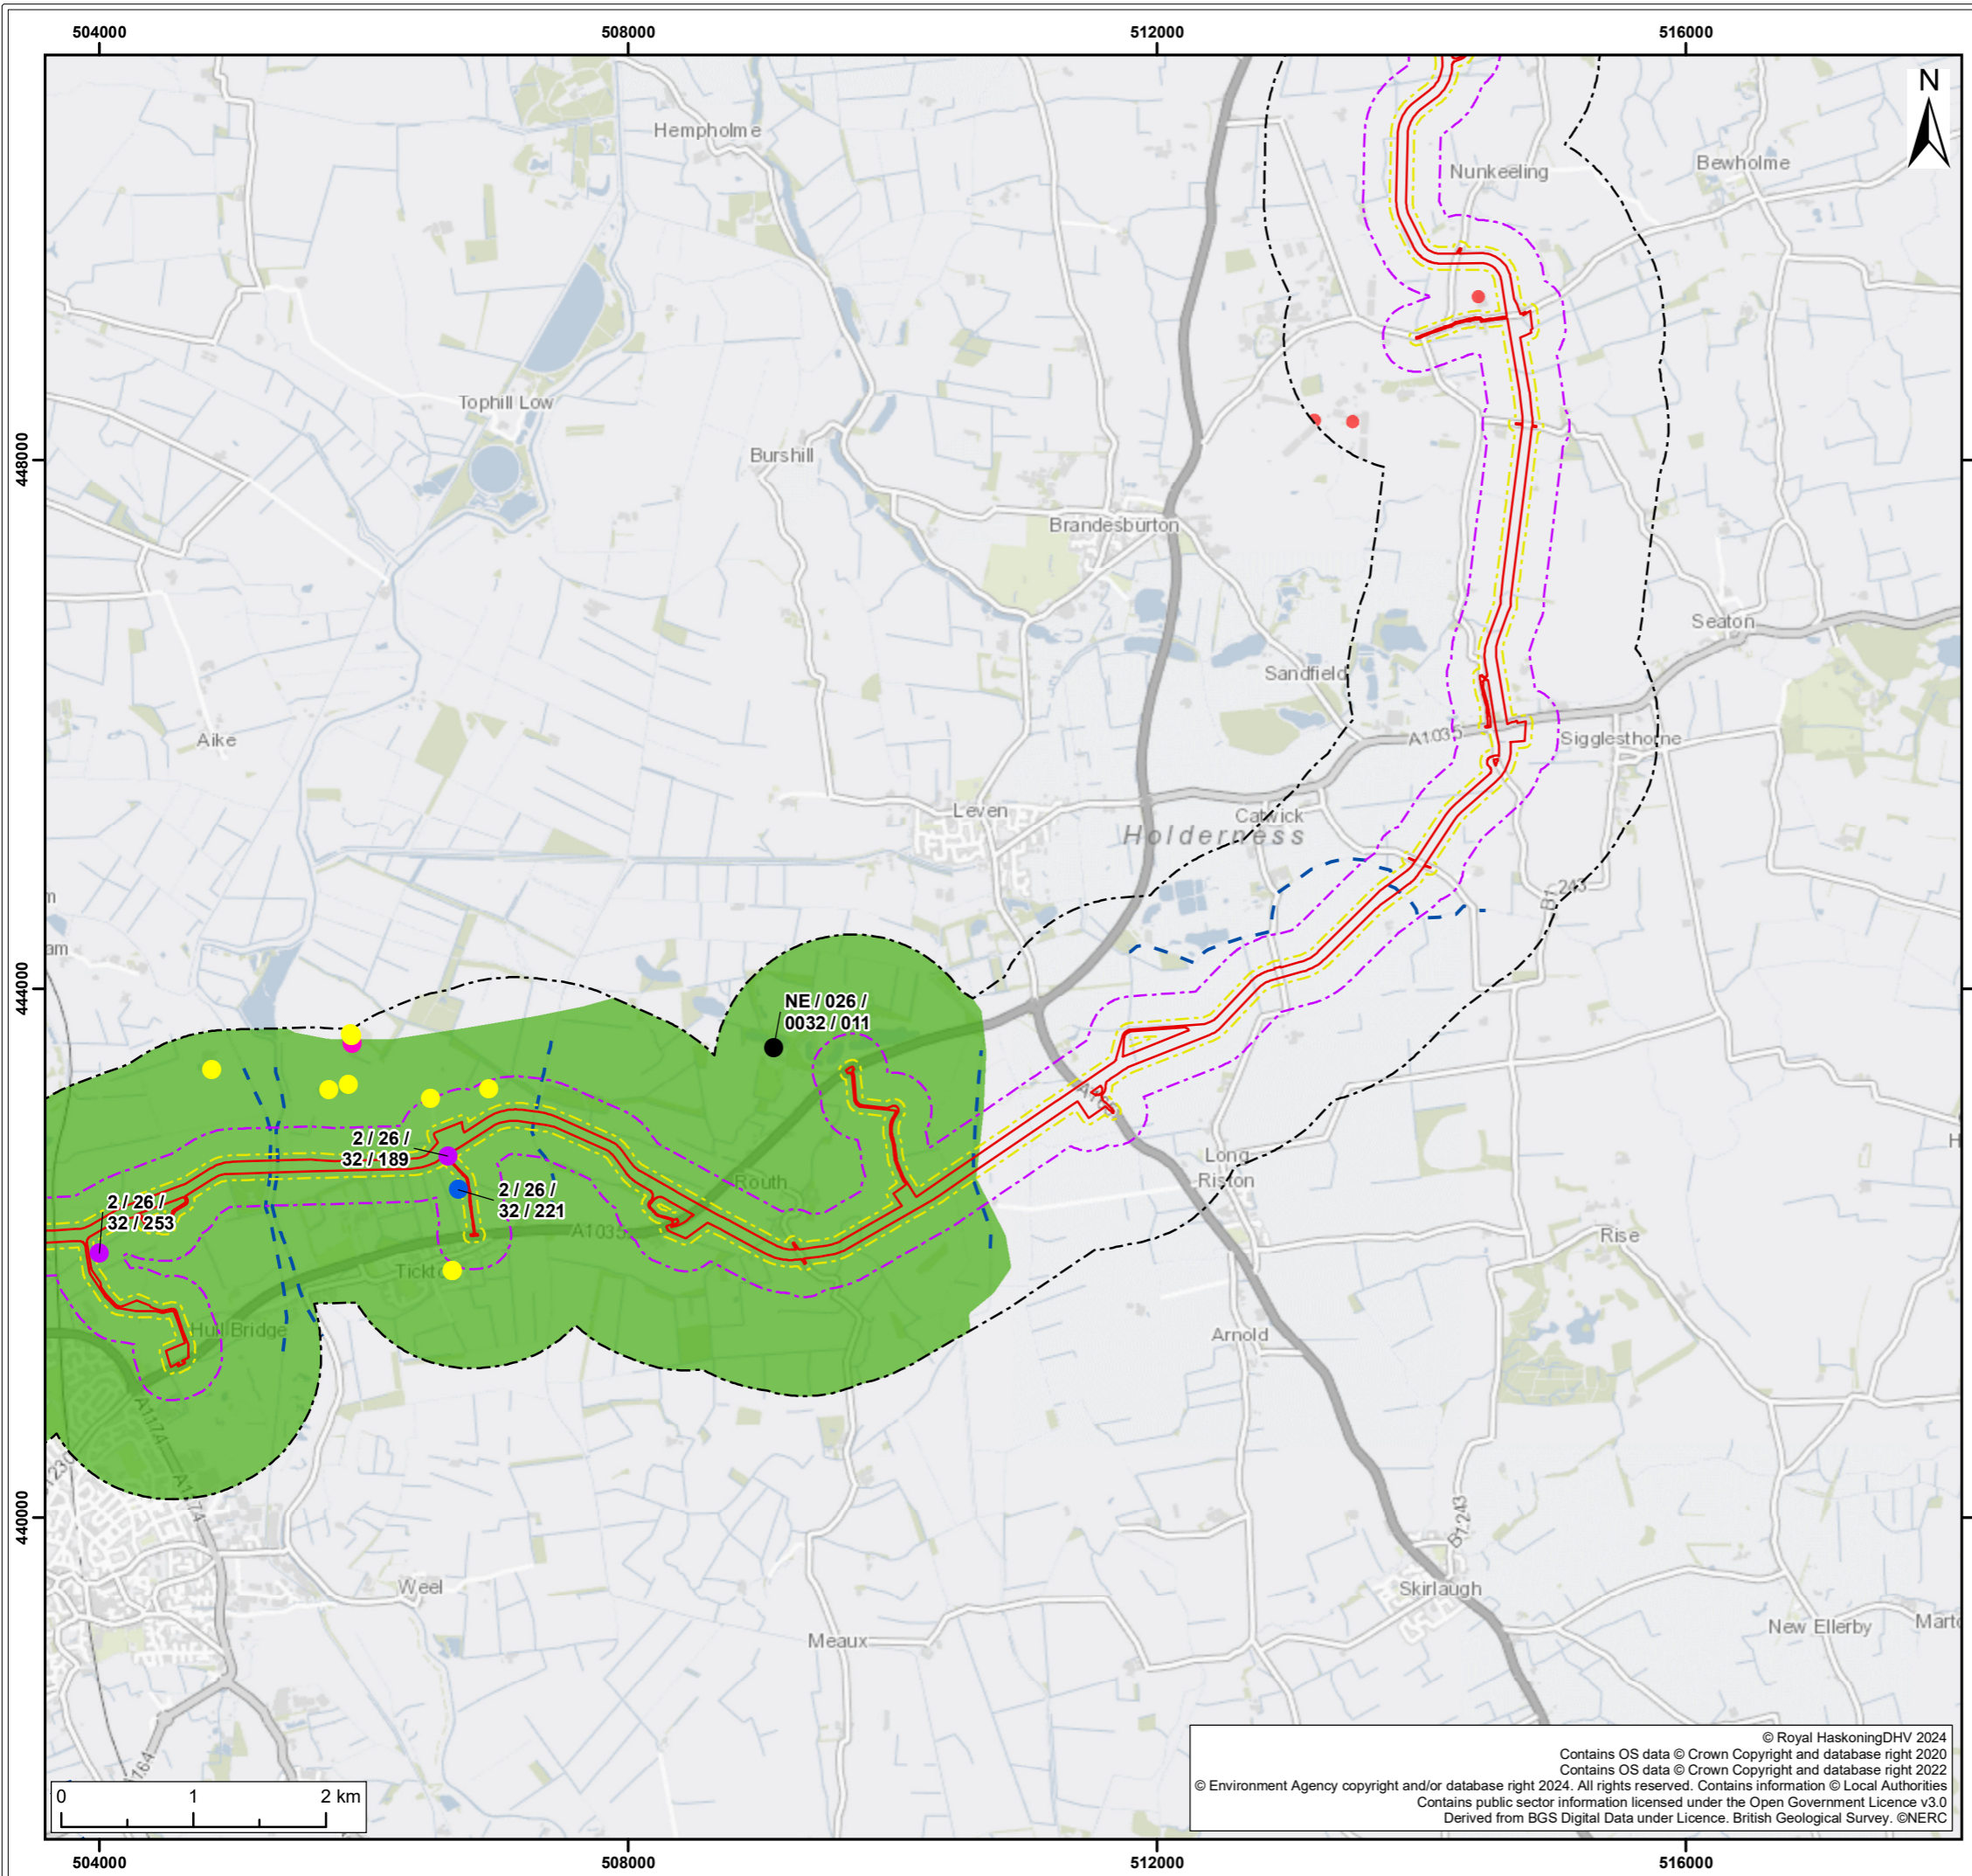 504000
508000
512000
516000
N
Hempholme
Nunkeeling
Bewholme
Tophill Low
448000
Burshill
Brandesburton
Seaton
Sandfield
Aike
A1035
Sigglesthorne
Leven
Catwick
Holderness
444000
NE / 026 /
0032 / 011
2 / 26 /
32 / 189
2 / 26 /
32 / 221
2 / 26 /
32 / 253
Routh
Long
Riston
A1035
Rise
Hull Bridge
Arnold
A1174
A1174
440000
Weel
Skirlaugh
B1243
Meaux
New Ellerby
0 1 2 km
© Royal HaskoningDHV 2024
Contains OS data © Crown Copyright and database right 2020
Contains OS data © Crown Copyright and database right 2022
© Environment Agency copyright and/or database right 2024. All rights reserved. Contains information © Local Authorities
Contains public sector information licensed under the Open Government Licence v3.0
Derived from BGS Digital Data under Licence. British Geological Survey. ©NERC
504000
508000
512000
516000